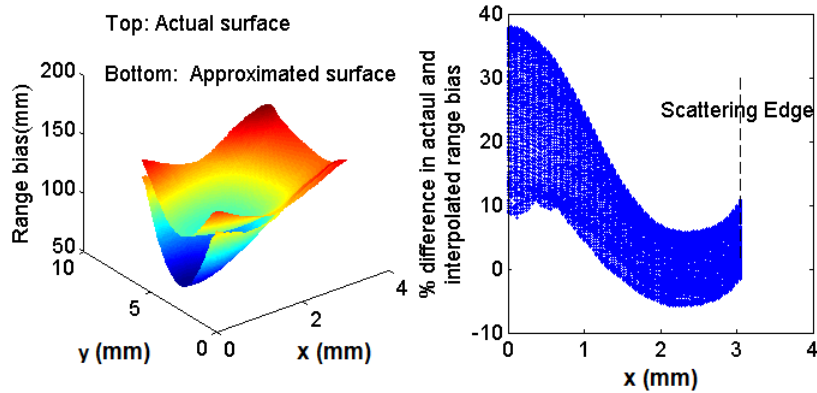 Top: Actual surface
Bottom: Approximated surface
Range bias(mm)
200
150
100
50
10
5
0
0
2
4
y (mm)
x (mm)
% difference in actaul and
interpolated range bias
40
30
20
10
0
-10
Scattering Edge
0
1
2
3
4
x (mm)